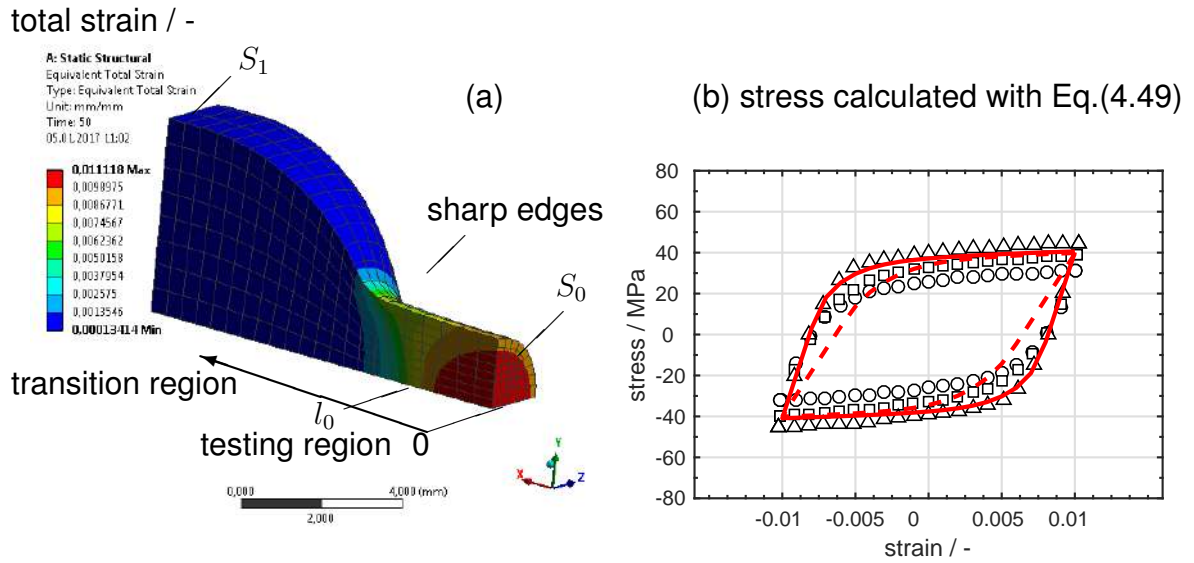 total strain / -
A: Static Structural
Equivalent Total Strain
Type: Equivalent Total Strain
Unit: mm/mm
Time: 50
05.01.2017 11:02
0,011118 Max
0,0098975
0,0086771
0,0074567
0,0062362
0,0050158
0,0037954
0,002575
0,0013546
0,00013414 Min
S1
(a)
sharp edges
S0
transition region
l0
testing region 0
Y
X
Z
0,000
4,000 (mm)
2,000
(b) stress calculated with Eq.(4.49)
80
60
40
20
0
-20
-40
-60
-80
stress / MPa
-0.01
-0.005
0
0.005
0.01
strain / -